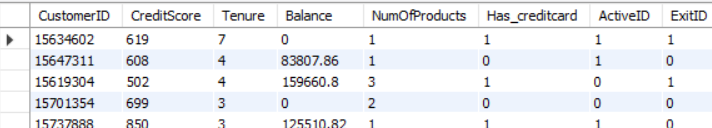 CustomerID CreditScore Tenure Balance NumOfProducts Has_creditcard ActiveID ExitID
15634602 619 7 0 1 1 1 1
15647311 608 4 83807.86 1 0 1 0
15619304 502 4 159660.8 3 1 0 1
15701354 699 3 0 2 0 0 0
15737888 850 3 125510.82 1 1 1 0